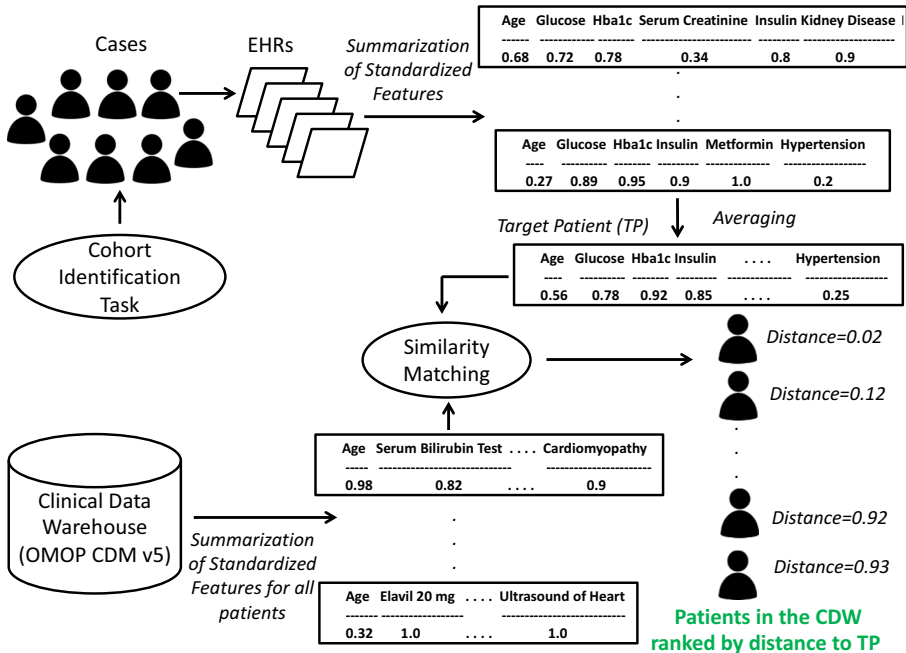 Cases
EHRs
Summarization
of Standardized
Features
Age Glucose Hba1c Serum Creatinine Insulin Kidney Disease
0.68 0.72 0.78 0.34 0.8 0.9
Age Glucose Hba1c Insulin Metformin Hypertension
0.27 0.89 0.95 0.9 1.0 0.2
Target Patient (TP)
Averaging
Cohort
Identification
Task
Age Glucose Hba1c Insulin . . . . Hypertension
0.56 0.78 0.92 0.85 . . . . 0.25
Similarity
Matching
Distance=0.02
Distance=0.12
Age Serum Bilirubin Test . . . . Cardiomyopathy
0.98 0.82 . . . . 0.9
Clinical Data
Warehouse
(OMOP CDM v5)
Summarization
of Standardized
Features for all
patients
Distance=0.92
Distance=0.93
Age Elavil 20 mg . . . . Ultrasound of Heart
0.32 1.0 . . . . 1.0
Patients in the CDW
ranked by distance to TP